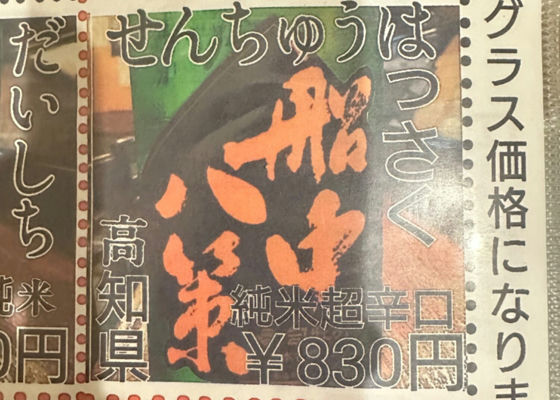 グラス価格になりま
せんちゅうはっさく
船中
八策
高知県
純米超辛口
¥830円
だいしち
純米
0円